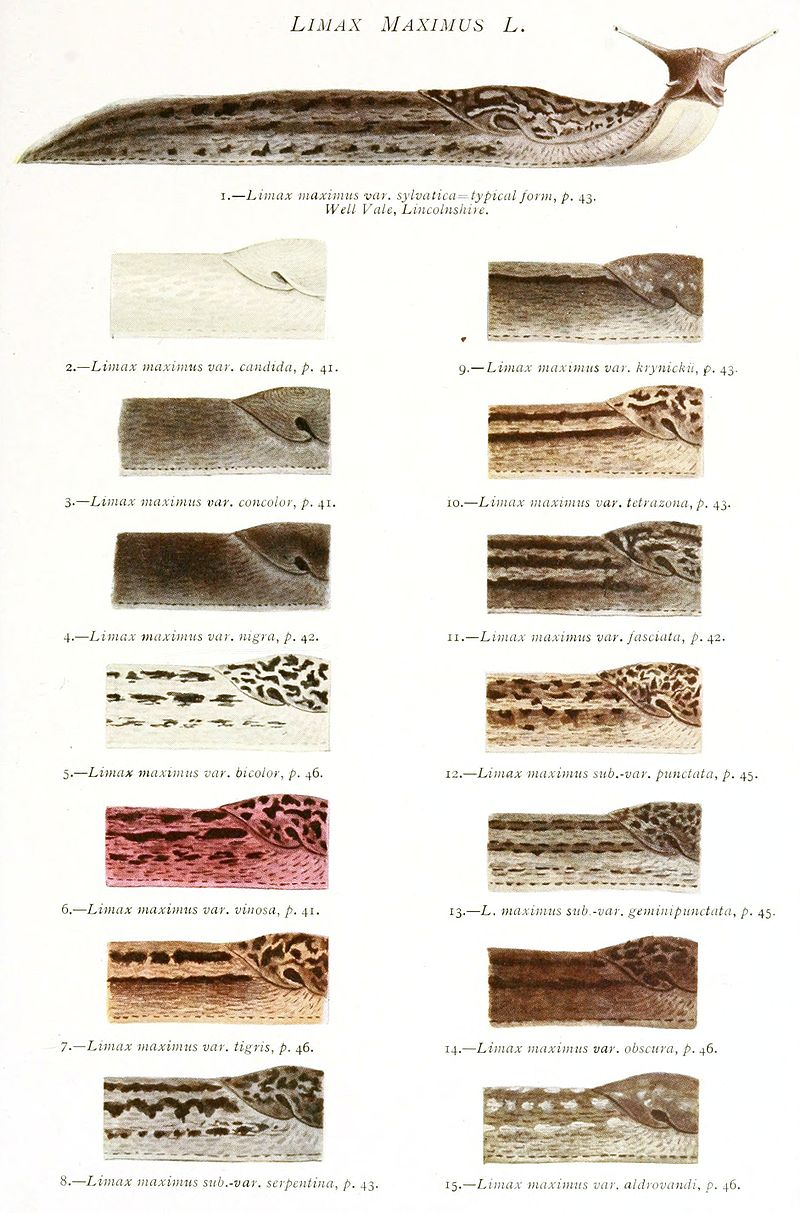 LIMAX MAXIMUS L.
1.—Limax maximus var. sylvatica=typical form, p. 43.
Well Vale, Lincolnshire.
2.—Limax maximus var. candida, p. 41.
3.—Limax maximus var. concolor, p. 41.
4.—Limax maximus var. nigra, p. 42.
5.—Limax maximus var. bicolor, p. 46.
6.—Limax maximus var. vinosa, p. 41.
7.—Limax maximus var. tigris, p. 46.
8.—Limax maximus sub.-var. serpentina, p. 43.
9.—Limax maximus var. krynickii, p. 43.
10.—Limax maximus var. tetrazona, p. 43.
11.—Limax maximus var. fasciata, p. 42.
12.—Limax maximus sub.-var. punctata, p. 45.
13.—L. maximus sub.-var. geminipunctata, p. 45.
14.—Limax maximus var. obscura, p. 46.
15.—Limax maximus var. aldrovandi, p. 46.